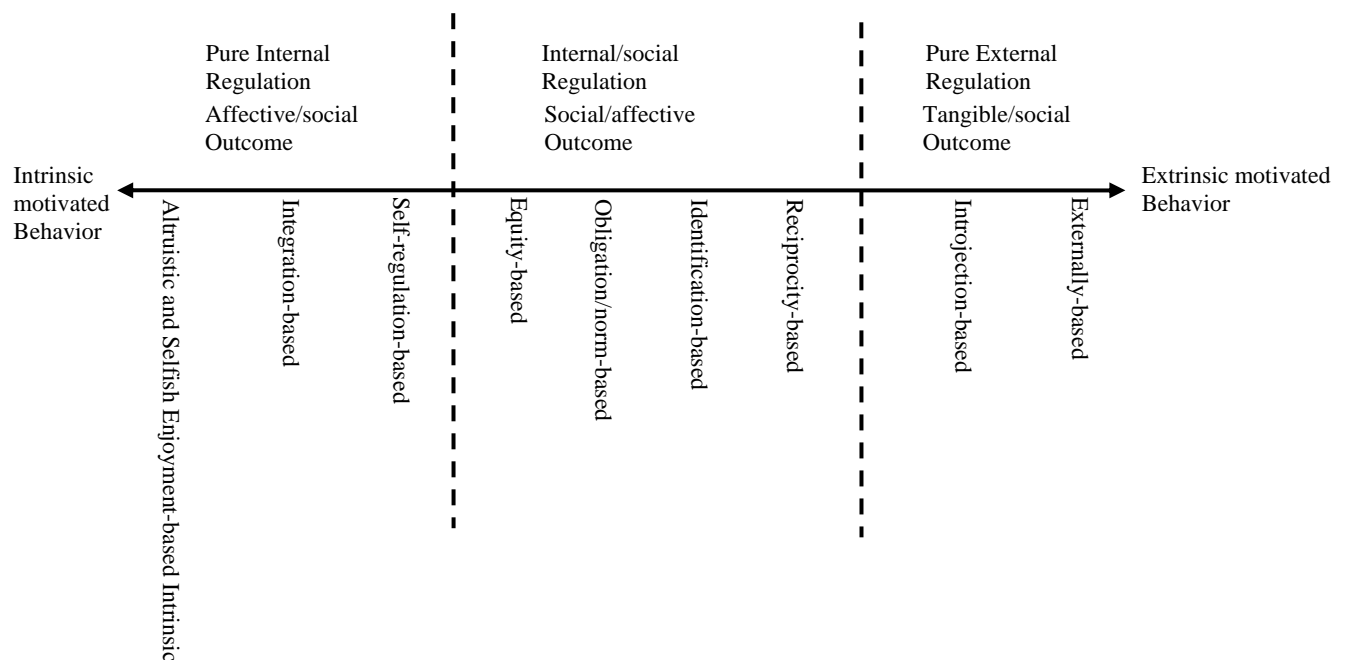 Pure Internal
Regulation
Affective/social
Outcome
Internal/social
Regulation
Social/affective
Outcome
Pure External
Regulation
Tangible/social
Outcome
Intrinsic
motivated
Behavior
Extrinsic motivated
Behavior
Altruistic and Selfish Enjoyment-based Intrinsic
Integration-based
Self-regulation-based
Equity-based
Obligation/norm-based
Identification-based
Reciprocity-based
Introjection-based
Externally-based